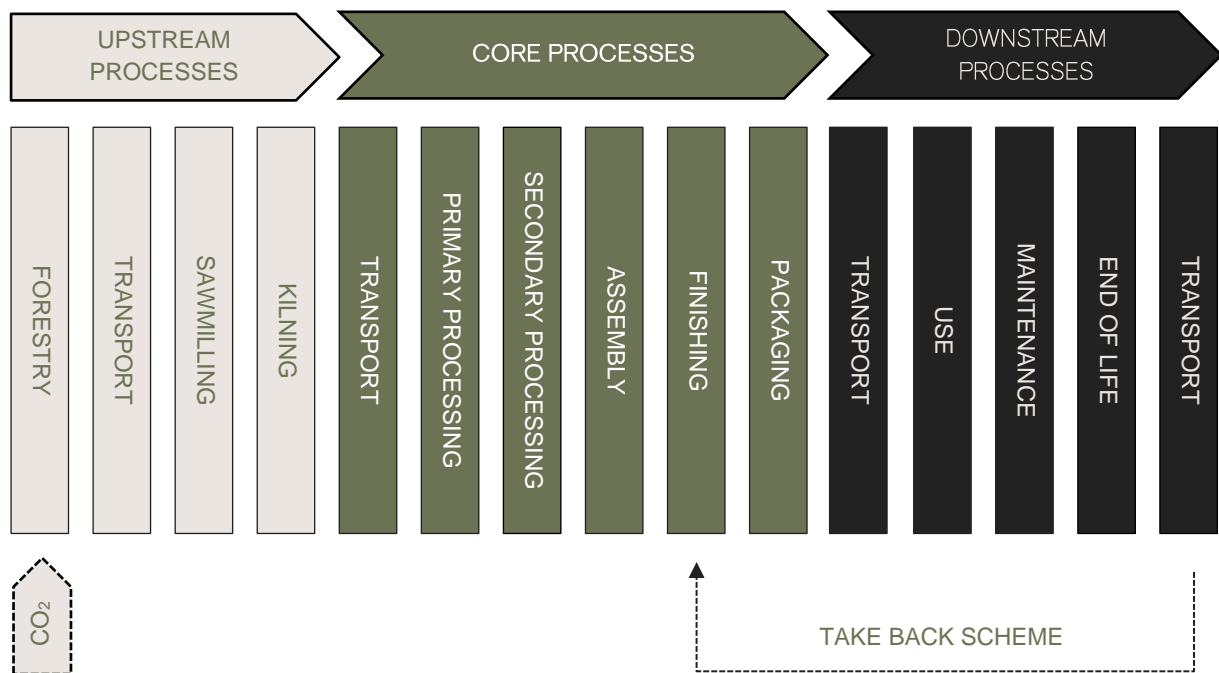 UPSTREAM
PROCESSES
CORE PROCESSES
DOWNSTREAM
PROCESSES
FORESTRY
TRANSPORT
SAWMILLING
KILNING
TRANSPORT
PRIMARY PROCESSING
SECONDARY PROCESSING
ASSEMBLY
FINISHING
PACKAGING
TRANSPORT
USE
MAINTENANCE
END OF LIFE
TRANSPORT
CO₂
TAKE BACK SCHEME